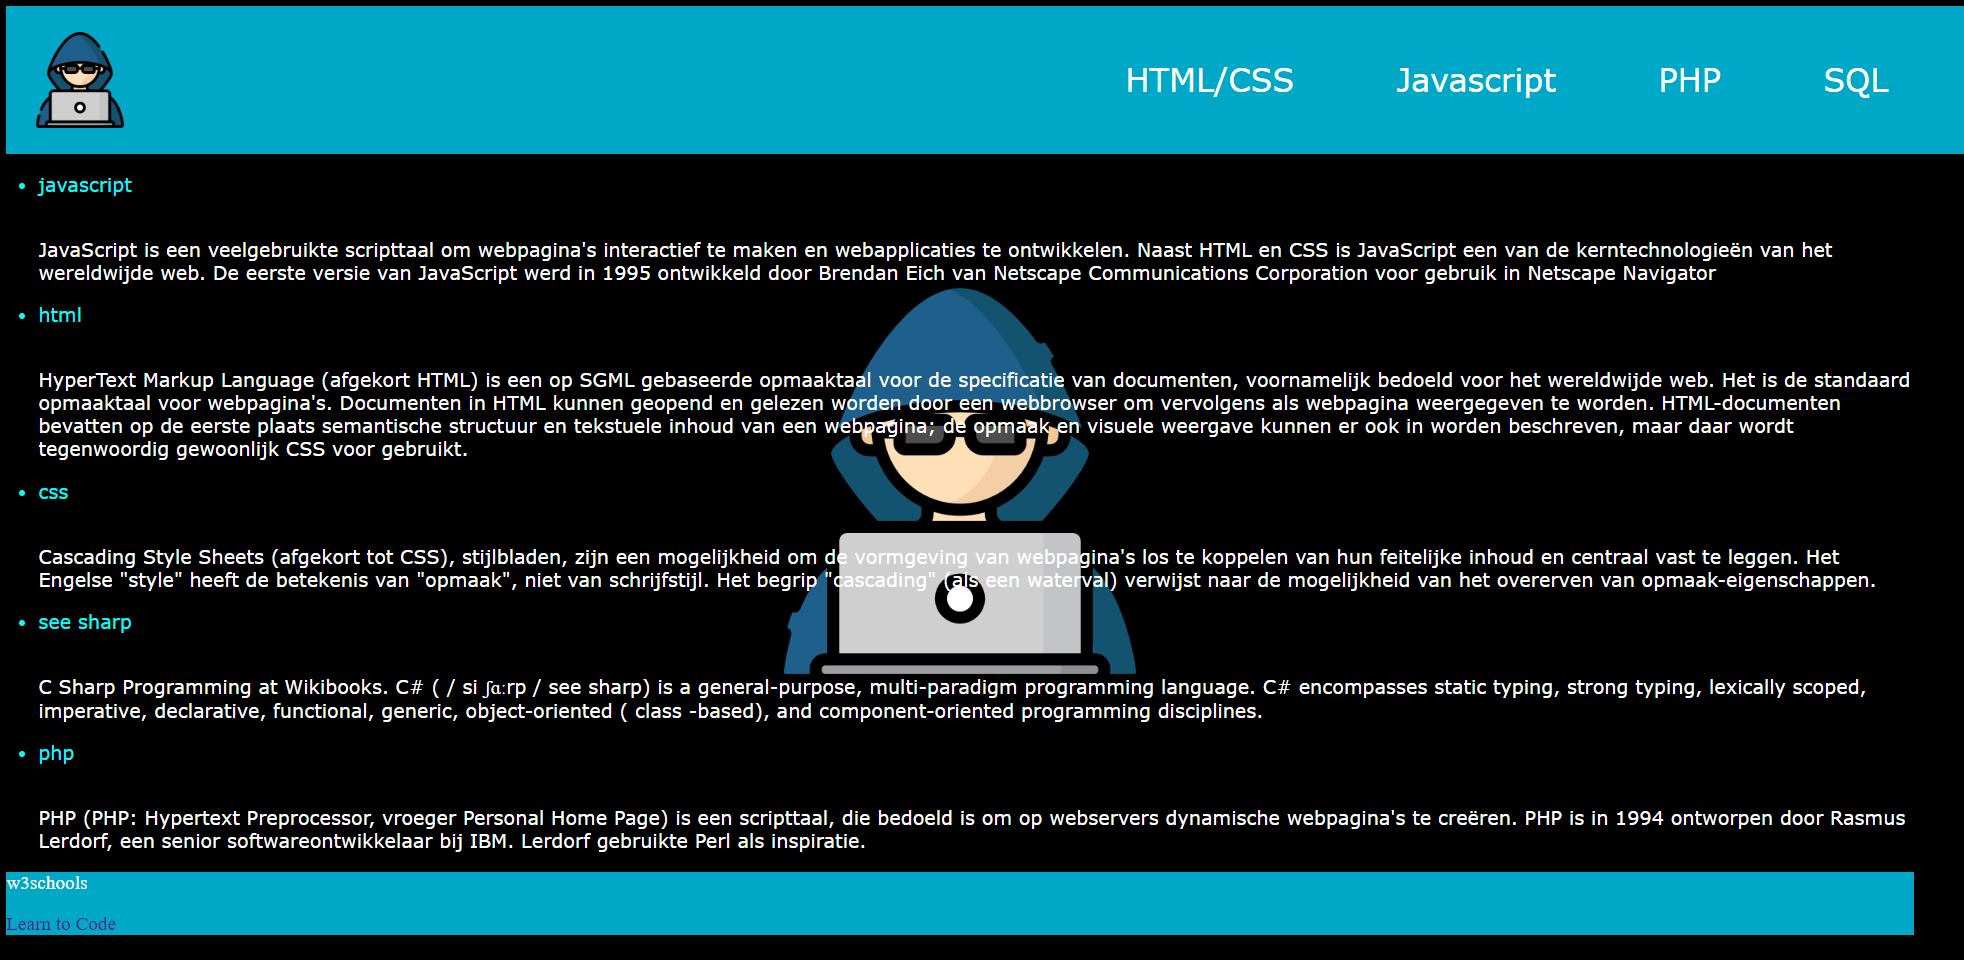 HTML/CSS Javascript PHP SQL
javascript
JavaScript is een veelgebruikte scripttaal om webpagina's interactief te maken en webapplicaties te ontwikkelen. Naast HTML en CSS is JavaScript een van de kerntechnologieën van het
wereldwijde web. De eerste versie van JavaScript werd in 1995 ontwikkeld door Brendan Eich van Netscape Communications Corporation voor gebruik in Netscape Navigator
html
HyperText Markup Language (afgekort HTML) is een op SGML gebaseerde opmaaktaal voor de specificatie van documenten, voornamelijk bedoeld voor het wereldwijde web. Het is de standaard
opmaaktaal voor webpagina's. Documenten in HTML kunnen geopend en gelezen worden door een webbrowser om vervolgens als webpagina weergegeven te worden. HTML-documenten
bevatten op de eerste plaats semantische structuur en tekstuele inhoud van een webpagina; de opmaak en visuele weergave kunnen er ook in worden beschreven, maar daar wordt
tegenwoordig gewoonlijk CSS voor gebruikt.
css
Cascading Style Sheets (afgekort tot CSS), stijlbladen, zijn een mogelijkheid om de vormgeving van webpagina's los te koppelen van hun feitelijke inhoud en centraal vast te leggen. Het
Engelse "style" heeft de betekenis van "opmaak", niet van schrijfstijl. Het begrip "cascading" (als een waterval) verwijst naar de mogelijkheid van het overerven van opmaak-eigenschappen.
see sharp
C Sharp Programming at Wikibooks. C# ( / si ʃɑːrp / see sharp) is a general-purpose, multi-paradigm programming language. C# encompasses static typing, strong typing, lexically scoped,
imperative, declarative, functional, generic, object-oriented ( class -based), and component-oriented programming disciplines.
php
PHP (PHP: Hypertext Preprocessor, vroeger Personal Home Page) is een scripttaal, die bedoeld is om op webservers dynamische webpagina's te creëren. PHP is in 1994 ontworpen door Rasmus
Lerdorf, een senior softwareontwikkelaar bij IBM. Lerdorf gebruikte Perl als inspiratie.
w3schools
Learn to Code